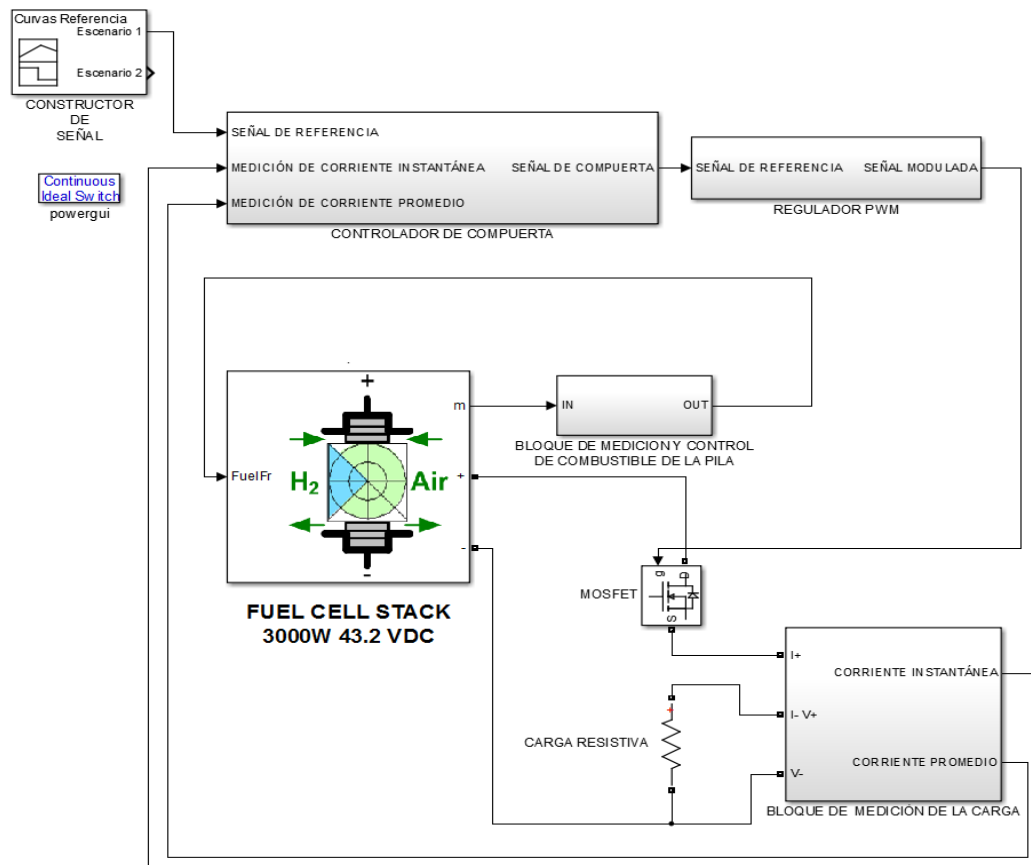 Curvas Referencia
Escenario 1
Escenario 2
CONSTRUCTOR
DE
SEÑAL
Continuous
Ideal Switch
powergui
SEÑAL DE REFERENCIA
MEDICIÓN DE CORRIENTE INSTANTÁNEA
SEÑAL DE COMPUERTA
MEDICIÓN DE CORRIENTE PROMEDIO
CONTROLADOR DE COMPUERTA
SEÑAL DE REFERENCIA
SEÑAL MODULADA
REGULADOR PWM
FuelFr
+
H2
Air
-
m
+
-
FUEL CELL STACK
3000W 43.2 VDC
IN
OUT
BLOQUE DE MEDICION Y CONTROL
DE COMBUSTIBLE DE LA PILA
MOSFET
g
D
S
CARGA RESISTIVA
+
I+
I- V+
V-
CORRIENTE INSTANTÁNEA
CORRIENTE PROMEDIO
BLOQUE DE MEDICIÓN DE LA CARGA